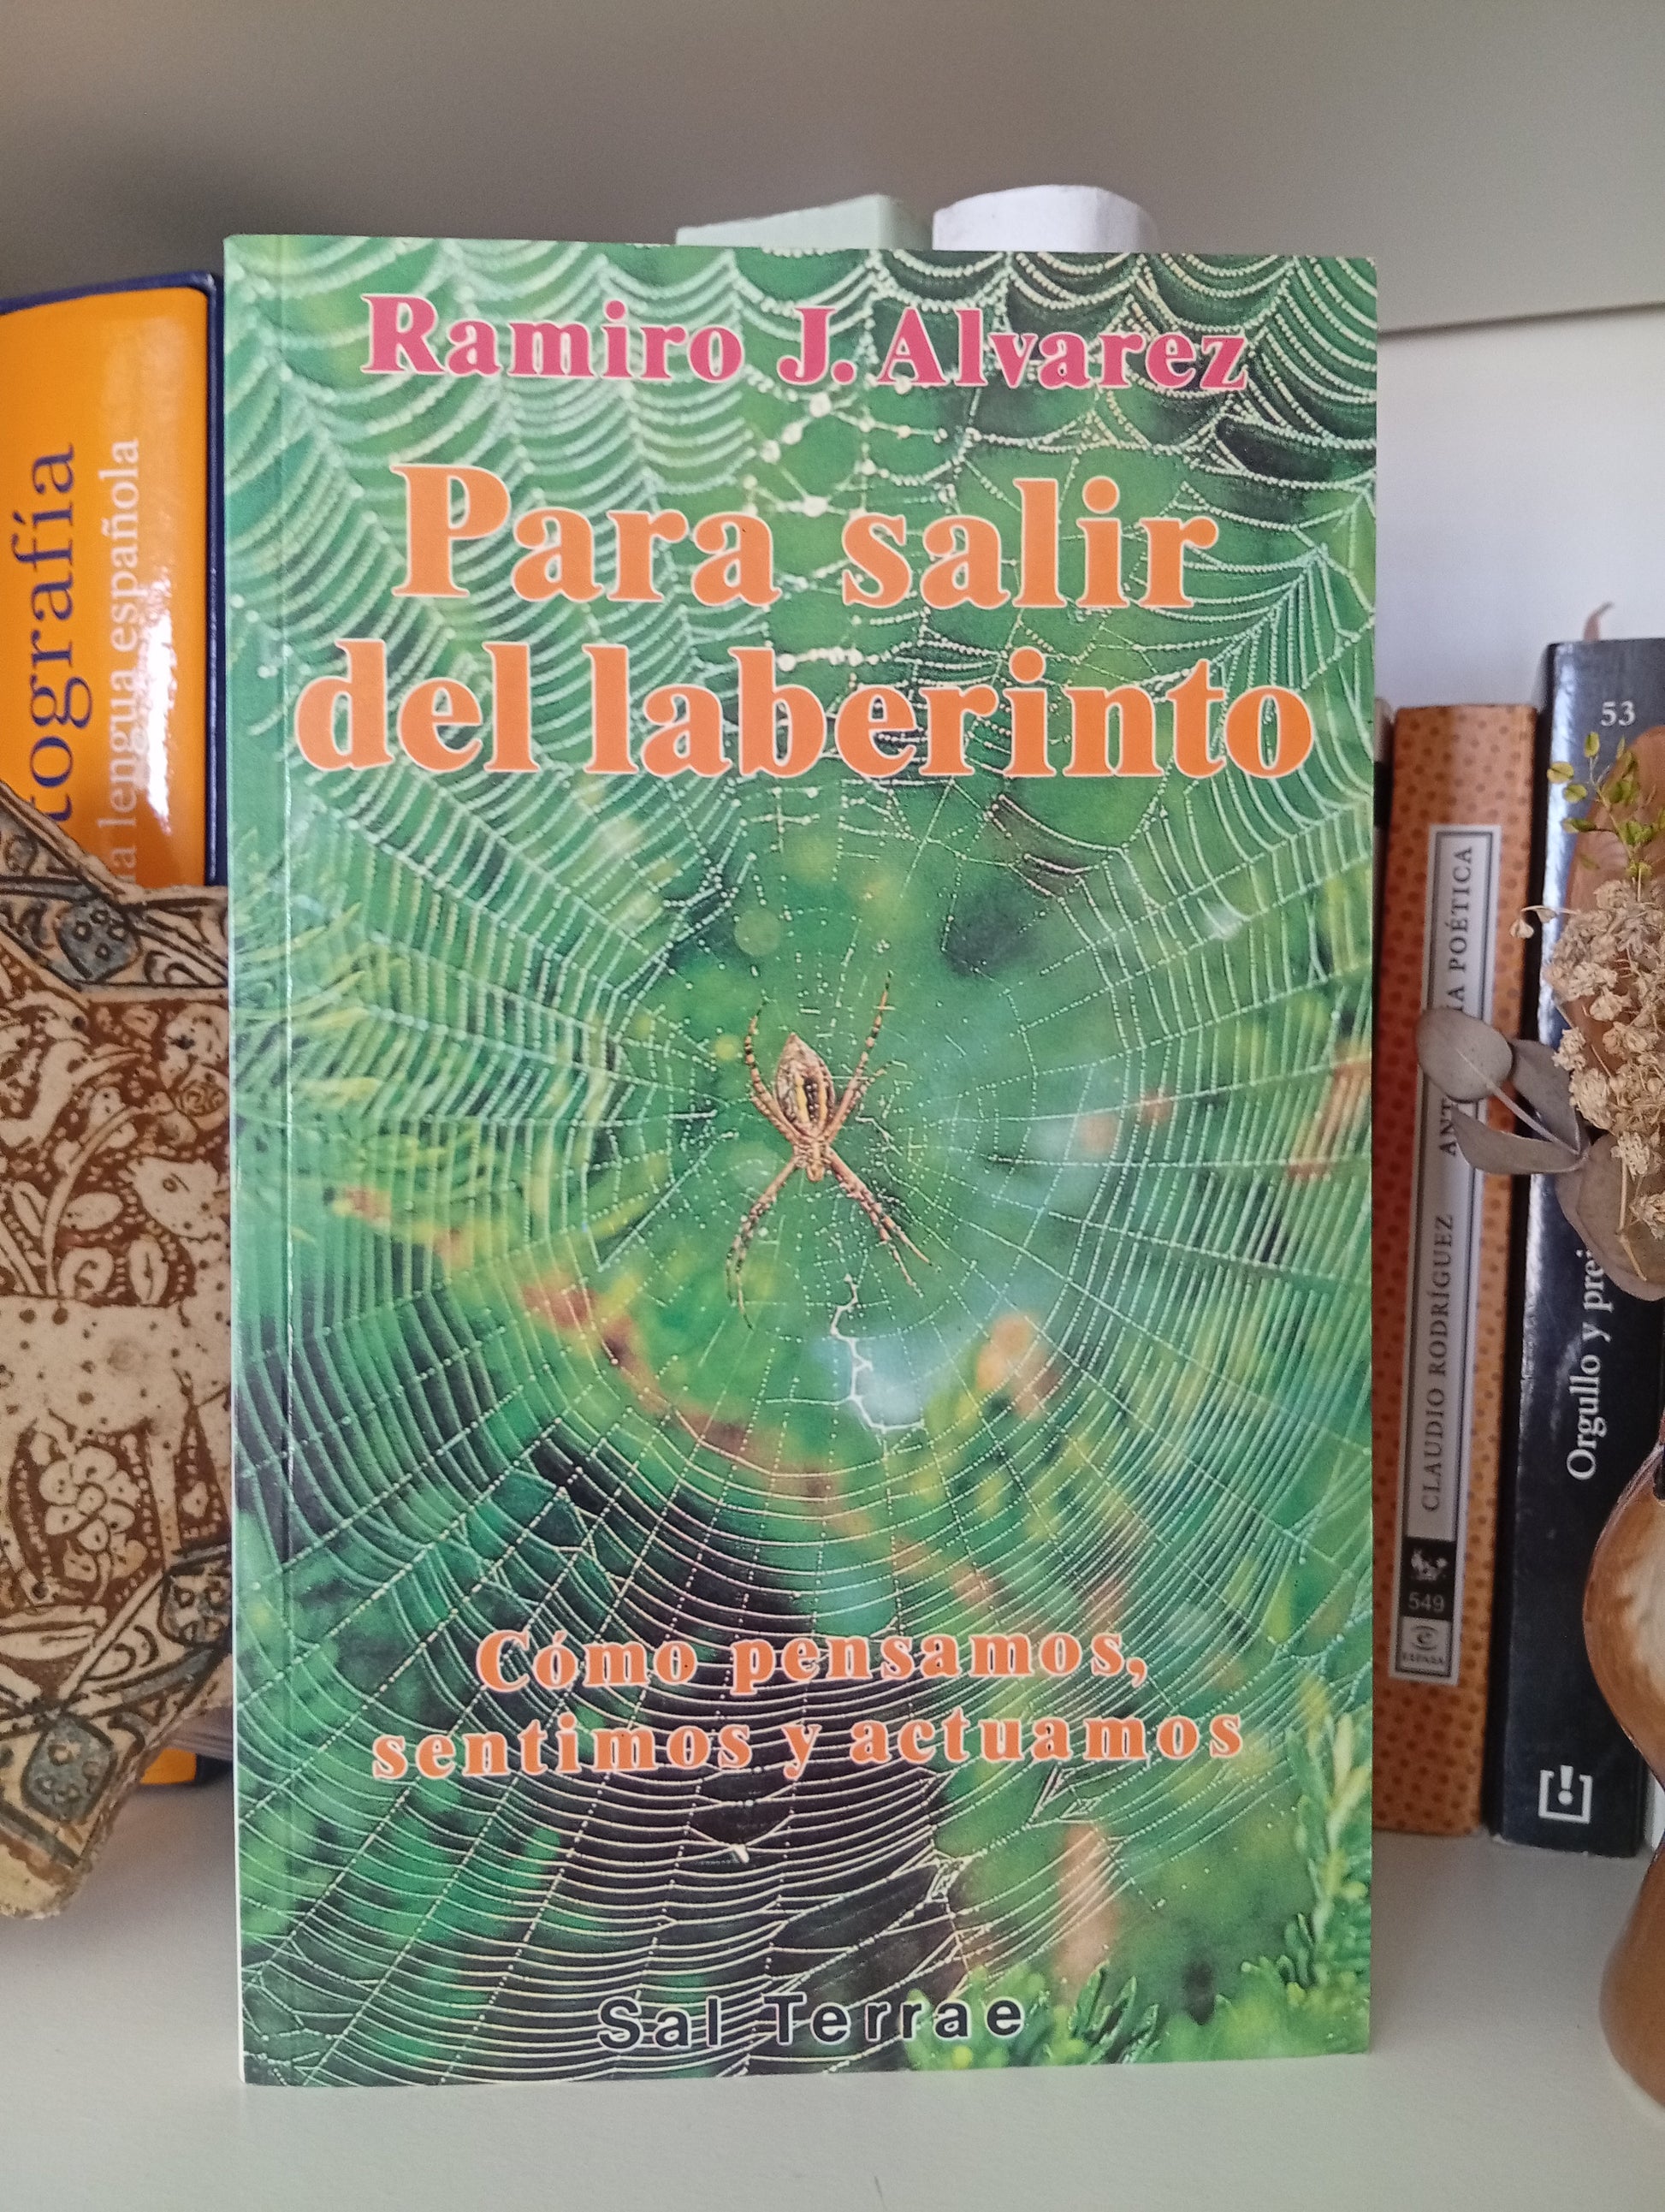 Ramiro J. Alvarez
Para salir
del laberinto
Cómo pensamos,
sentimos y actuamos
Sal Terrae
tografía
lengua española
CLAUDIO RODRÍGUEZ
POÉTICA
549
ESPASA
53
Orgullo y
[!]